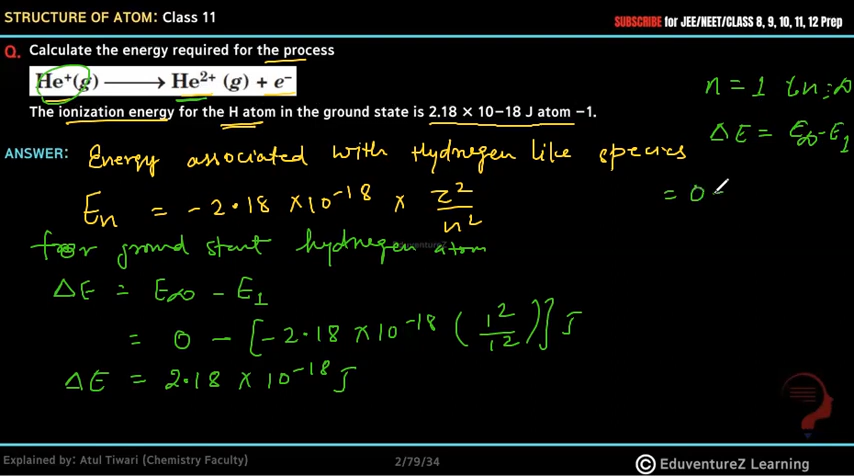 STRUCTURE OF ATOM: Class 11
SUBSCRIBE for JEE/NEET/CLASS 8, 9, 10, 11, 12 Prep
Q. Calculate the energy required for the process
He⁺(g) ⟶ He²⁺ (g) + e⁻
The ionization energy for the H atom in the ground state is 2.18 × 10−18 J atom −1.
ANSWER: Energy associated with Hydrogen like species
Eₙ = -2.18 × 10⁻¹⁸ × z²/n²
EduventureZ
for ground start hydrogen atom
ΔE = E∞ - E₁
= 0 - [-2.18 × 10⁻¹⁸ (1²/1²)] J
ΔE = 2.18 × 10⁻¹⁸ J
n = 1 to n = ∞
ΔE = E∞ - E₁
= 0 -
Explained by: Atul Tiwari (Chemistry Faculty)
2/79/34
© EduventureZ Learning